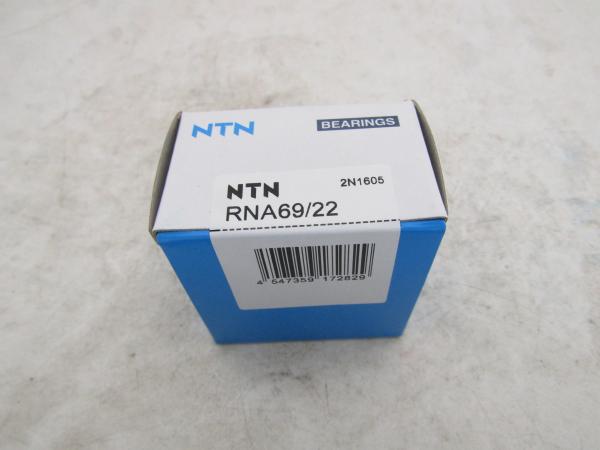 NTN BEARINGS
NTN 2N1605
RNA69/22
4 547359 172829